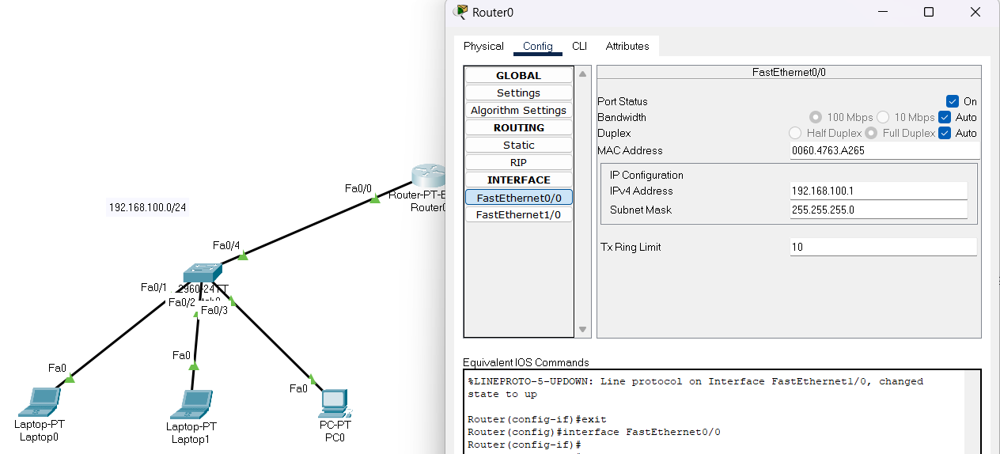 Router0
Physical Config CLI Attributes
GLOBAL
Settings
Algorithm Settings
ROUTING
Static
RIP
INTERFACE
FastEthernet0/0
FastEthernet1/0
FastEthernet0/0
Port Status On
Bandwidth 100 Mbps 10 Mbps Auto
Duplex Half Duplex Full Duplex Auto
MAC Address 0060.4763.A265
IP Configuration
IPv4 Address 192.168.100.1
Subnet Mask 255.255.255.0
Tx Ring Limit 10
Equivalent IOS Commands
%LINEPROTO-5-UPDOWN: Line protocol on Interface FastEthernet1/0, changed
state to up
Router(config-if)#exit
Router(config)#interface FastEthernet0/0
Router(config-if)#
192.168.100.0/24
Fa0/0
Router-PT-E
Router
Fa0/4
2960-24TT
Fa0/1
Fa0/2
Fa0/3
Fa0
Fa0
Fa0
Laptop-PT
Laptop0
Laptop-PT
Laptop1
PC-PT
PC0